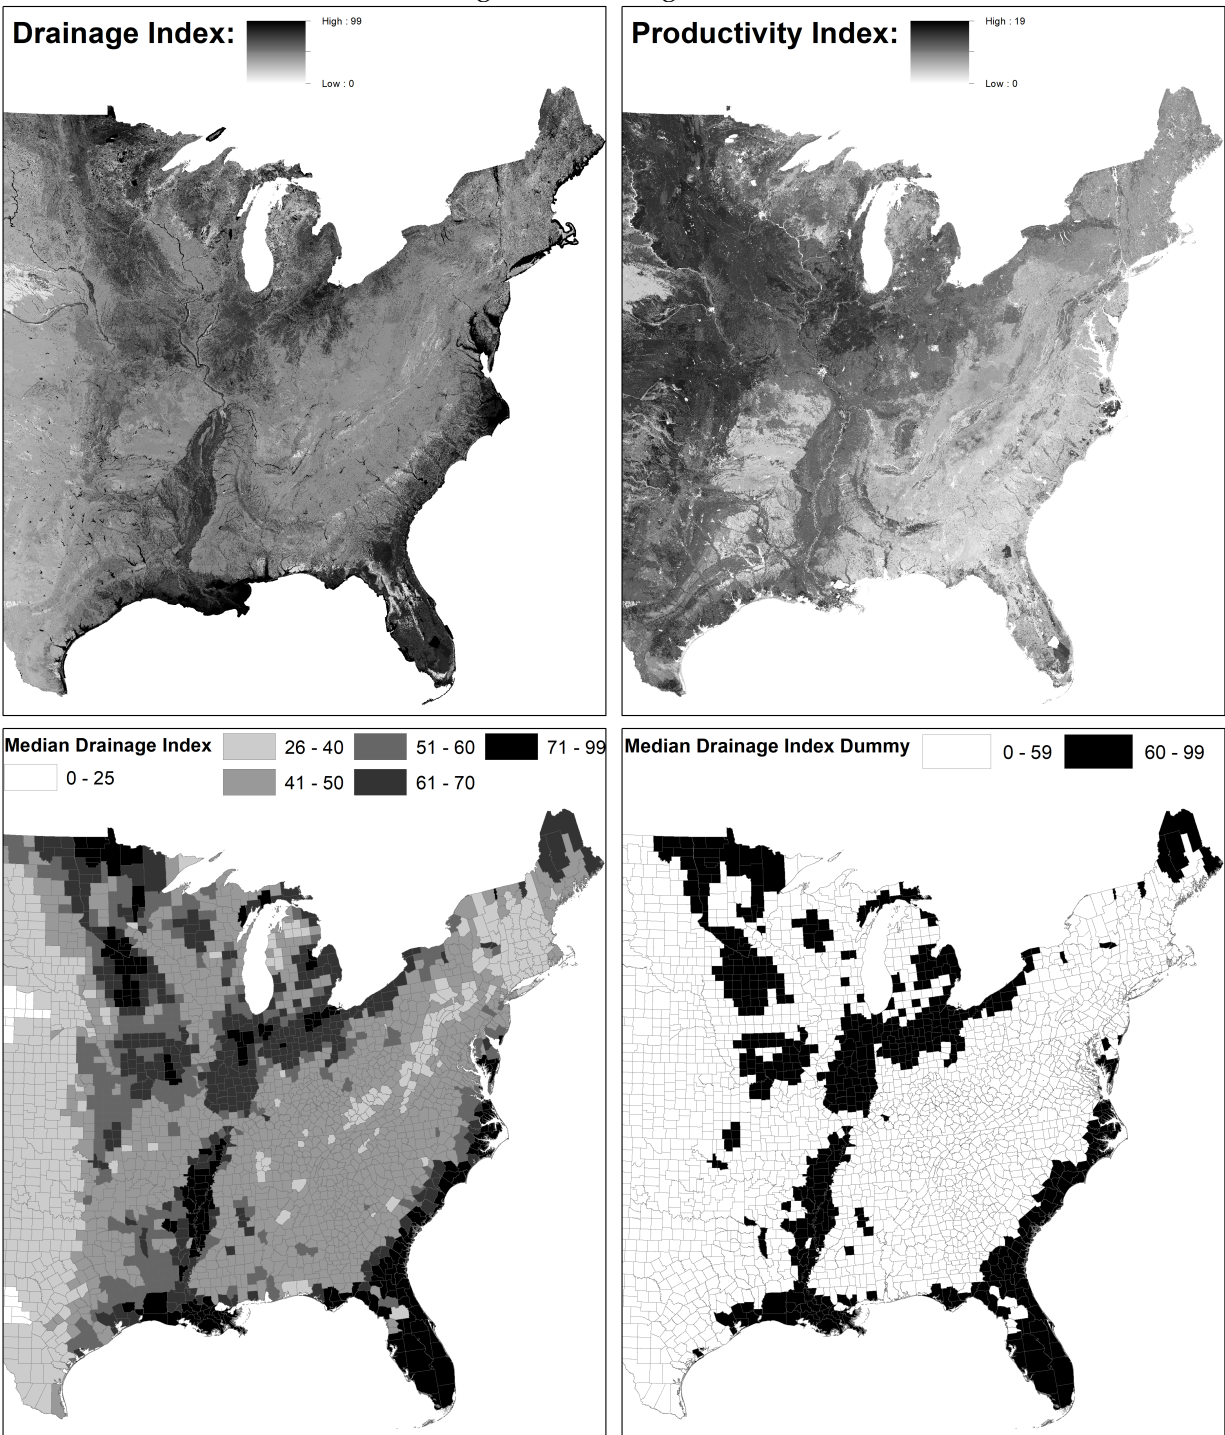 Drainage Index:
High : 99
Low : 0
Productivity Index:
High : 19
Low : 0
Median Drainage Index
0 - 25
26 - 40
51 - 60
71 - 99
41 - 50
61 - 70
Median Drainage Index Dummy
0 - 59
60 - 99